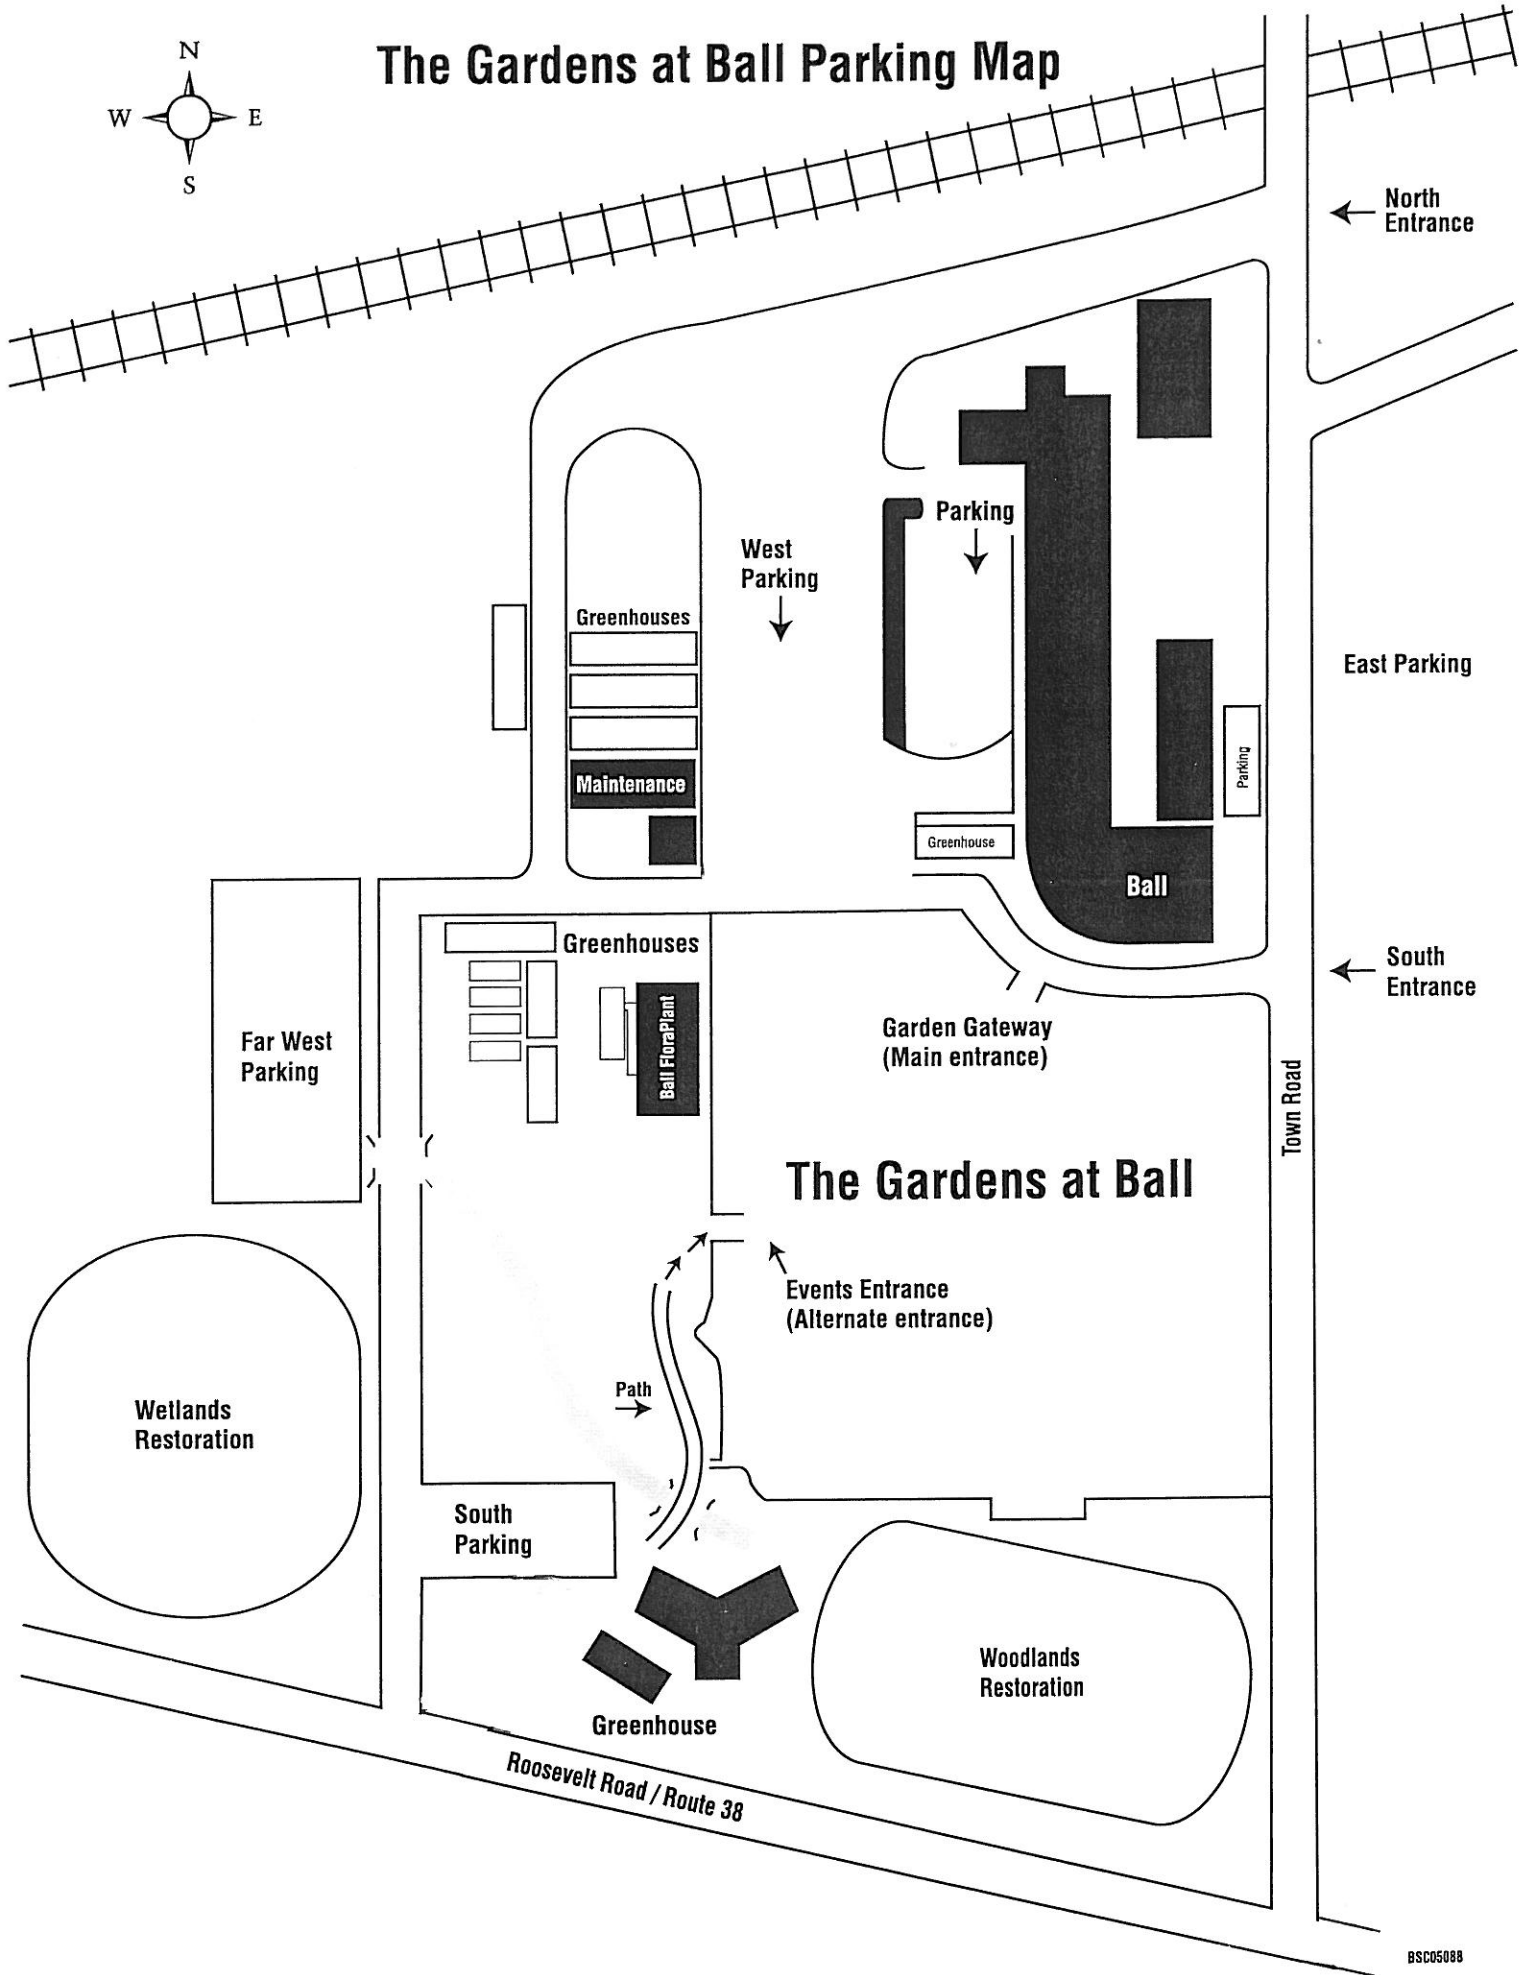 The Gardens at Ball Parking Map
N
W
E
S
North
Entrance
Parking
West
Parking
Greenhouses
East Parking
Parking
Maintenance
Greenhouse
Ball
Greenhouses
South
Entrance
Far West
Parking
Ball FloraPlant
Garden Gateway
(Main entrance)
Town Road
The Gardens at Ball
Events Entrance
(Alternate entrance)
Path
Wetlands
Restoration
South
Parking
Woodlands
Restoration
Greenhouse
Roosevelt Road / Route 38
BSC05088